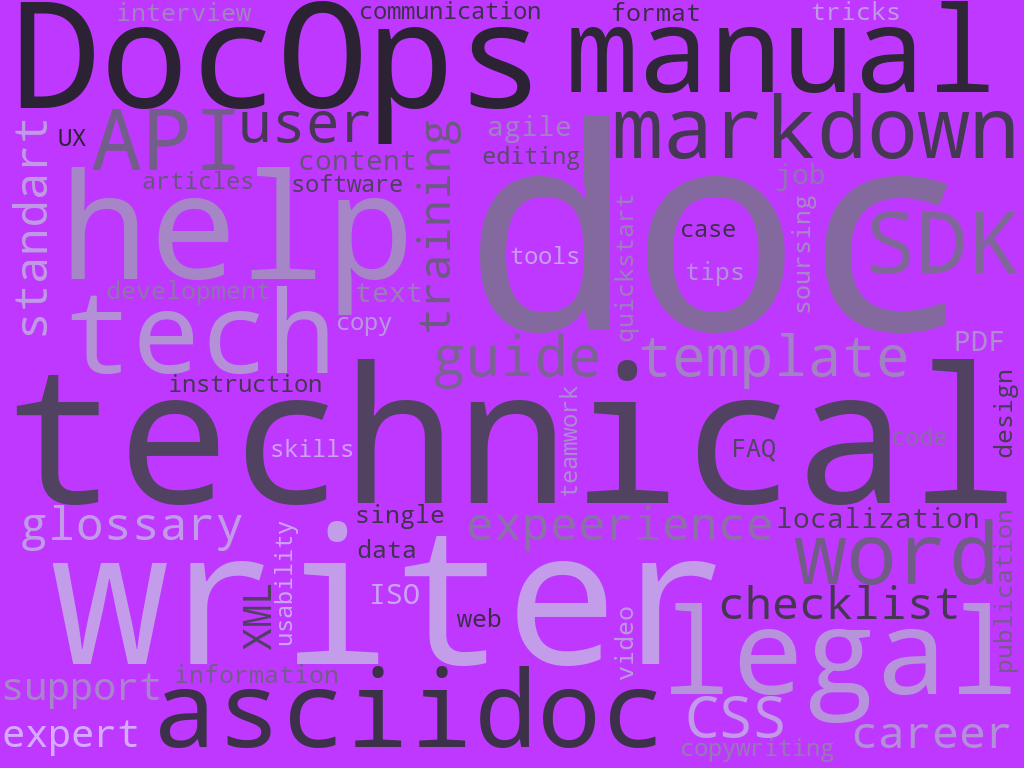 interview
communication
format
tricks
DocOps
manual
standart
UX
API
user
training
agile
markdown
content
editing
articles
software
job
help
doc
quickstart
soursing
case
SDK
tools
tips
development
text
tech
copy
guide
template
PDF
instruction
teamwork
design
technical
skills
FAQ
coda
glossary
single
expeerience
localization
usability
data
word
publication
writer
XML
ISO
web
video
checklist
legal
support
information
asciidoc
CSS
expert
career
copywriting